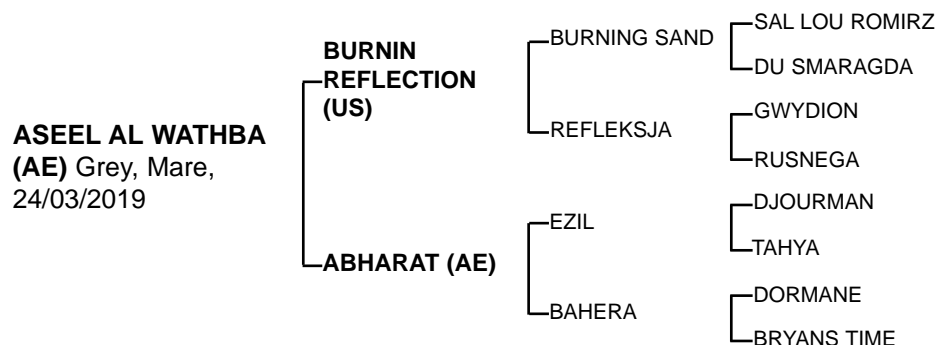 ASEEL AL WATHBA
(AE) Grey, Mare,
24/03/2019
BURNIN
REFLECTION
(US)
ABHARAT (AE)
BURNING SAND
REFLEKSJA
EZIL
BAHERA
SAL LOU ROMIRZ
DU SMARAGDA
GWYDION
RUSNEGA
DJOURMAN
TAHYA
DORMANE
BRYANS TIME